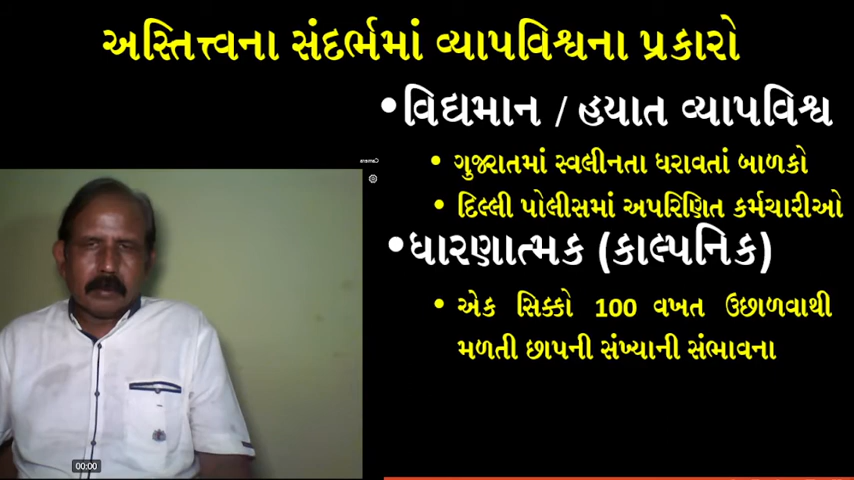 અસ્તિત્ત્વના સંદર્ભમાં વ્યાપવિશ્વના પ્રકારો
•વિદ્યમાન / હયાત વ્યાપવિશ્વ
• ગુજરાતમાં સ્વલીનતા ધરાવતાં બાળકો
• દિલ્લી પોલીસમાં અપરિણિત કર્મચારીઓ
•ધારણાત્મક (કાલ્પનિક)
• એક સિક્કો 100 વખત ઉછાળવાથી
મળતી છાપની સંખ્યાની સંભાવના
Camera
00:00